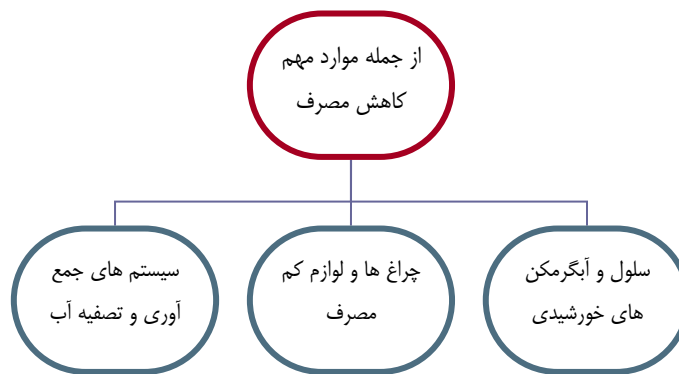 از جمله موارد مهم
کاهش مصرف
سلول و آبگرمکن
های خورشیدی
چراغ ها و لوازم کم
مصرف
سیستم های جمع
آوری و تصفیه آب